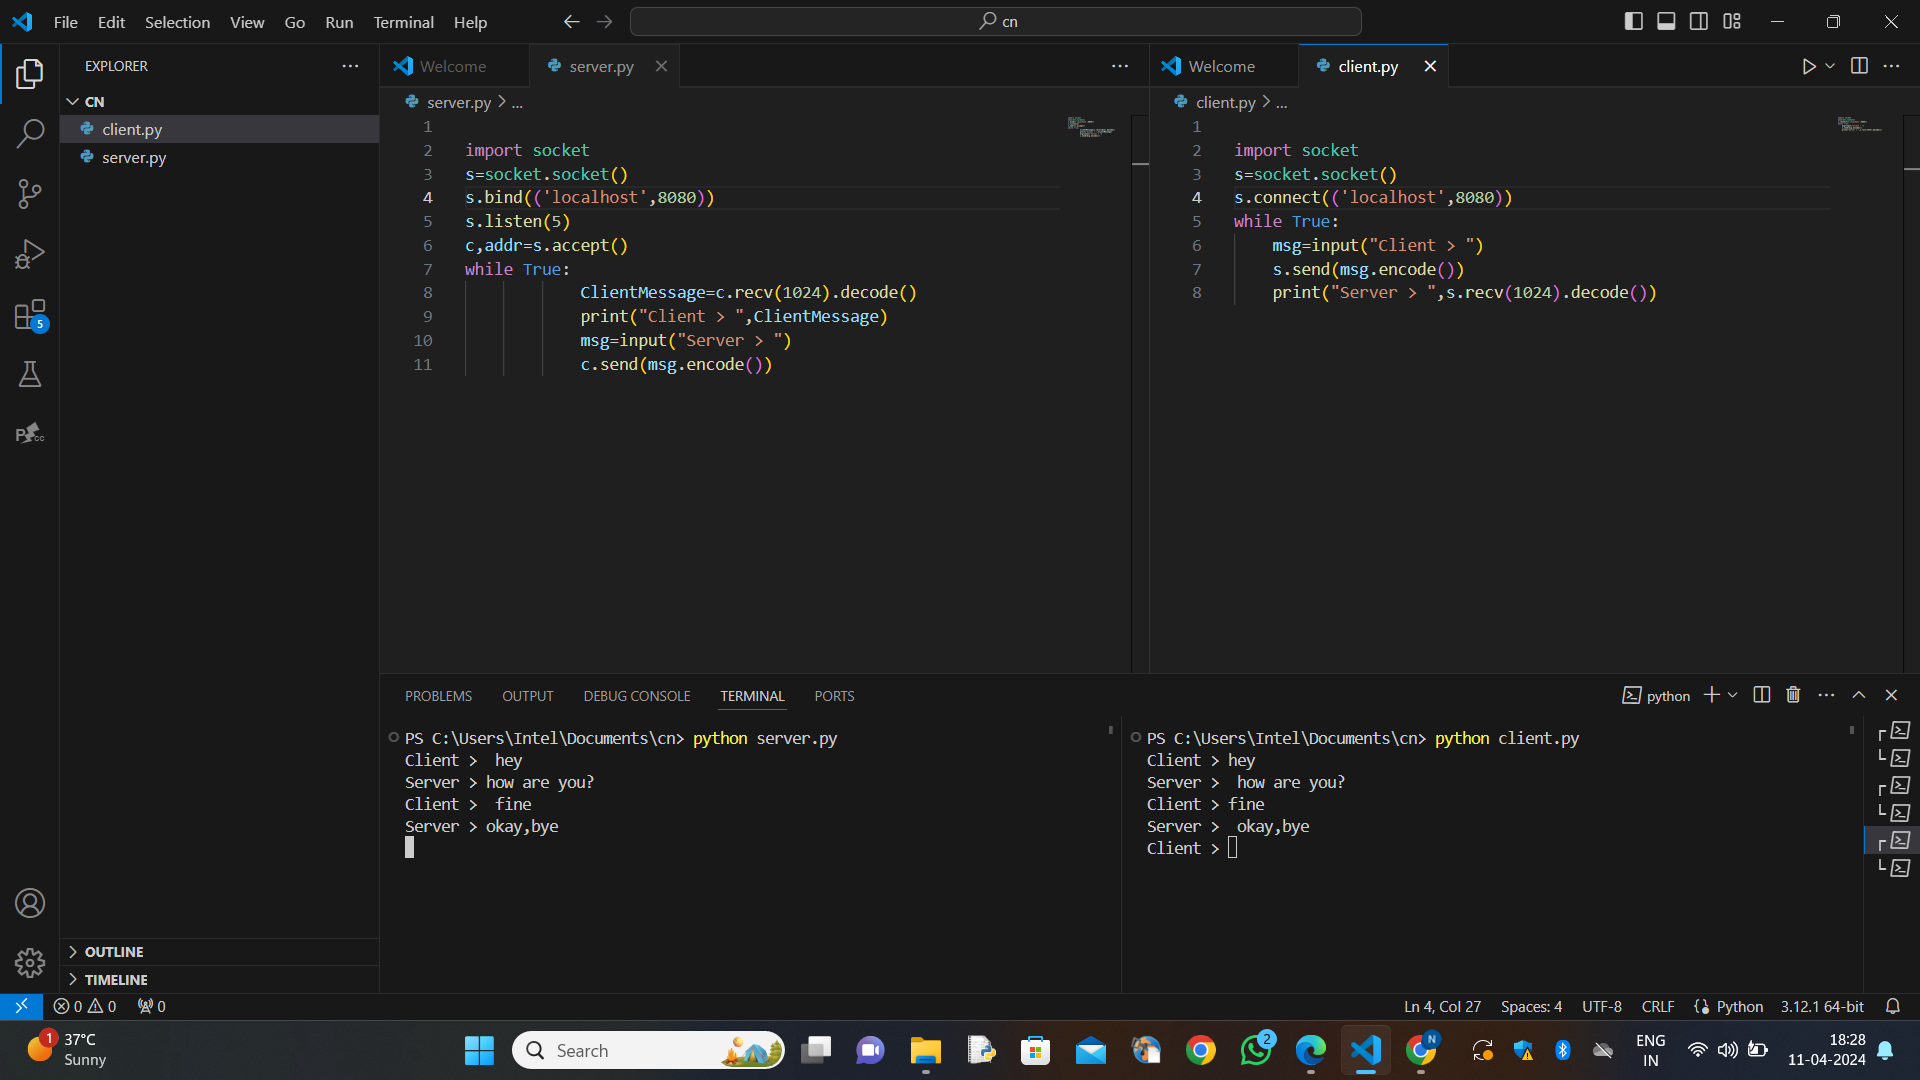 File Edit Selection View Go Run Terminal Help
cn
EXPLORER
CN
client.py
server.py
OUTLINE
TIMELINE
5
Welcome
server.py
server.py > ...
1
2 import socket
3 s=socket.socket()
4 s.bind(('localhost',8080))
5 s.listen(5)
6 c,addr=s.accept()
7 while True:
8 ClientMessage=c.recv(1024).decode()
9 print("Client > ",ClientMessage)
10 msg=input("Server > ")
11 c.send(msg.encode())
Welcome
client.py
client.py > ...
1
2 import socket
3 s=socket.socket()
4 s.connect(('localhost',8080))
5 while True:
6 msg=input("Client > ")
7 s.send(msg.encode())
8 print("Server > ",s.recv(1024).decode())
PROBLEMS OUTPUT DEBUG CONSOLE TERMINAL PORTS
python
PS C:\Users\Intel\Documents\cn> python server.py
Client >  hey
Server > how are you?
Client >  fine
Server > okay,bye
PS C:\Users\Intel\Documents\cn> python client.py
Client > hey
Server >  how are you?
Client > fine
Server >  okay,bye
Client >
0 0 0
Ln 4, Col 27 Spaces: 4 UTF-8 CRLF Python 3.12.1 64-bit
1
37°C
Sunny
Search
2
N
ENG
IN
18:28
11-04-2024